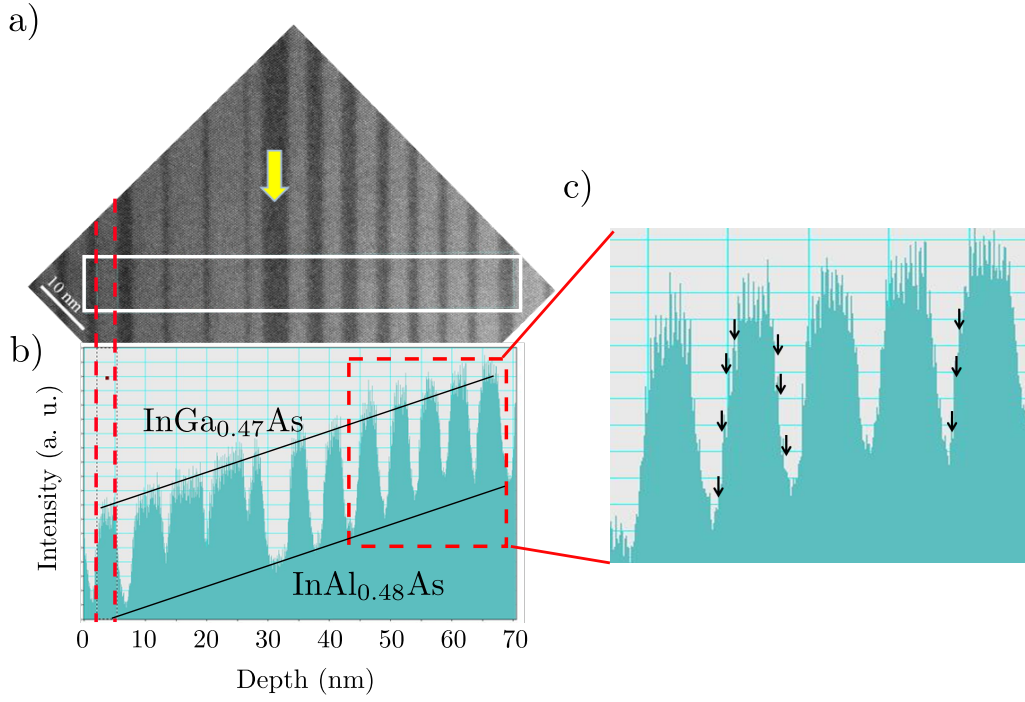 a)
10 nm
b)
c)
InGa0.47As
InAl0.48As
Intensity (a. u.)
0 10 20 30 40 50 60 70
Depth (nm)